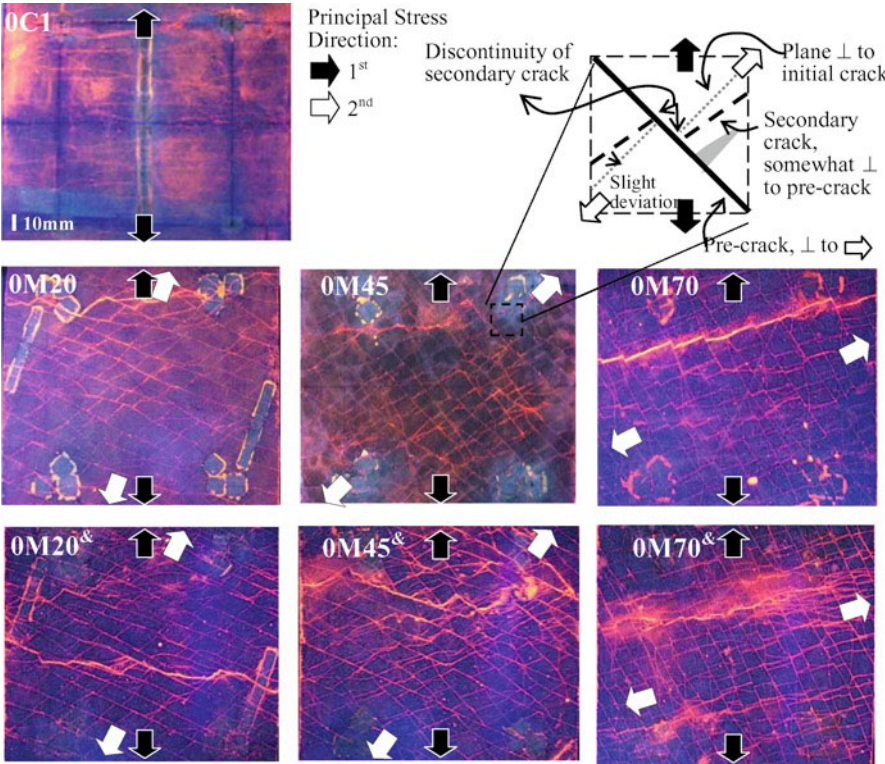 0C1
10mm
Principal Stress
Direction:
1st
2nd
Discontinuity of
secondary crack
Plane ⊥ to
initial crack
Secondary
crack,
somewhat ⊥
to pre-crack
Slight
deviation
Pre-crack, ⊥ to
0M20
0M45
0M70
0M20&
0M45&
0M70&